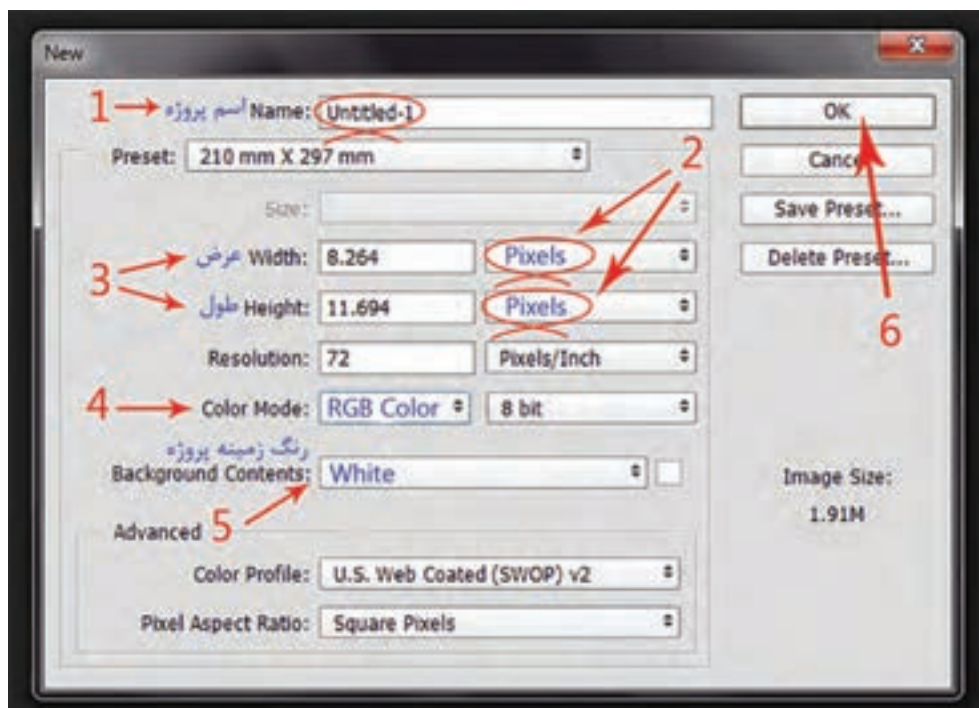 New
1 اسم پروژه Name: Untitled-1 OK
Preset: 210 mm X 297 mm 2 Cancel
Size: Save Preset...
3 عرض Width: 8.264 Pixels Delete Preset...
طول Height: 11.694 Pixels
6
Resolution: 72 Pixels/Inch
4 Color Mode: RGB Color 8 bit
رنگ زمینه پروژه
Background Contents: White Image Size:
5 1.91M
Advanced
Color Profile: U.S. Web Coated (SWOP) v2
Pixel Aspect Ratio: Square Pixels